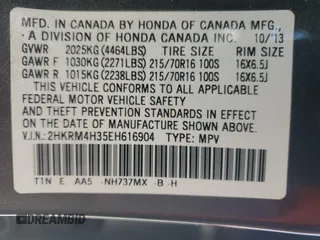 MFD. IN CANADA BY HONDA OF CANADA MFG.,
A DIVISION OF HONDA CANADA INC. 10/'13
GVWR 2025KG (4464LBS) TIRE SIZE RIM SIZE
GAWR F 1030KG (2271LBS) 215/70R16 100S 16X6.5J
GAWR R 1015KG (2238LBS) 215/70R16 100S 16X6.5J
THIS VEHICLE CONFORMS TO ALL APPLICABLE
FEDERAL MOTOR VEHICLE SAFETY, BUMPER, AND
THEFT PREVENTION STANDARDS IN EFFECT ON
THE DATE OF MANUFACTURE SHOWN ABOVE.
V.I.N.: 2HKRM4H35EH616904 TYPE: MPV
T1N E AA5 NH737MX -B -H